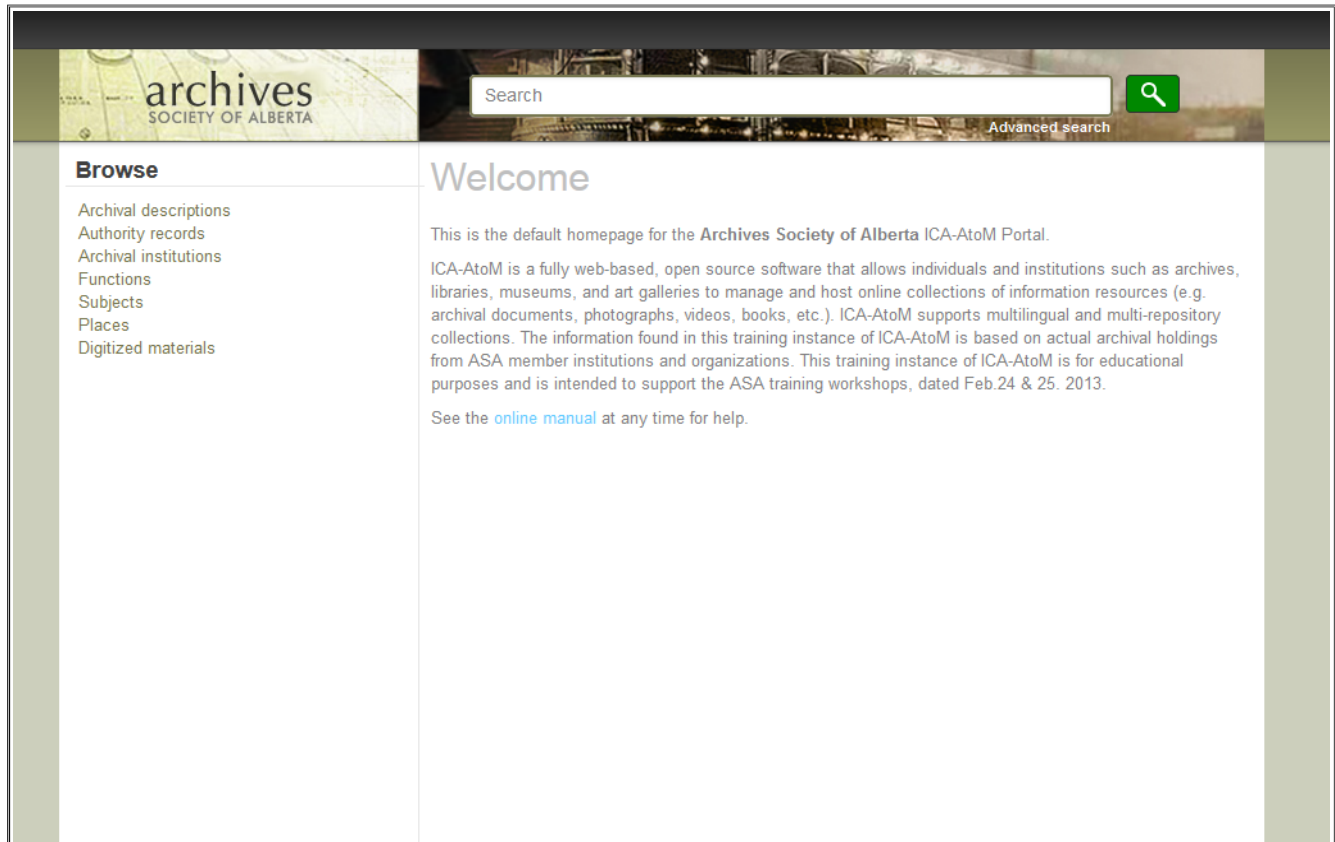 archives
SOCIETY OF ALBERTA
Search
Advanced search
Browse
Archival descriptions
Authority records
Archival institutions
Functions
Subjects
Places
Digitized materials
Welcome
This is the default homepage for the Archives Society of Alberta ICA-AtoM Portal.
ICA-AtoM is a fully web-based, open source software that allows individuals and institutions such as archives,
libraries, museums, and art galleries to manage and host online collections of information resources (e.g.
archival documents, photographs, videos, books, etc.). ICA-AtoM supports multilingual and multi-repository
collections. The information found in this training instance of ICA-AtoM is based on actual archival holdings
from ASA member institutions and organizations. This training instance of ICA-AtoM is for educational
purposes and is intended to support the ASA training workshops, dated Feb.24 & 25. 2013.
See the online manual at any time for help.